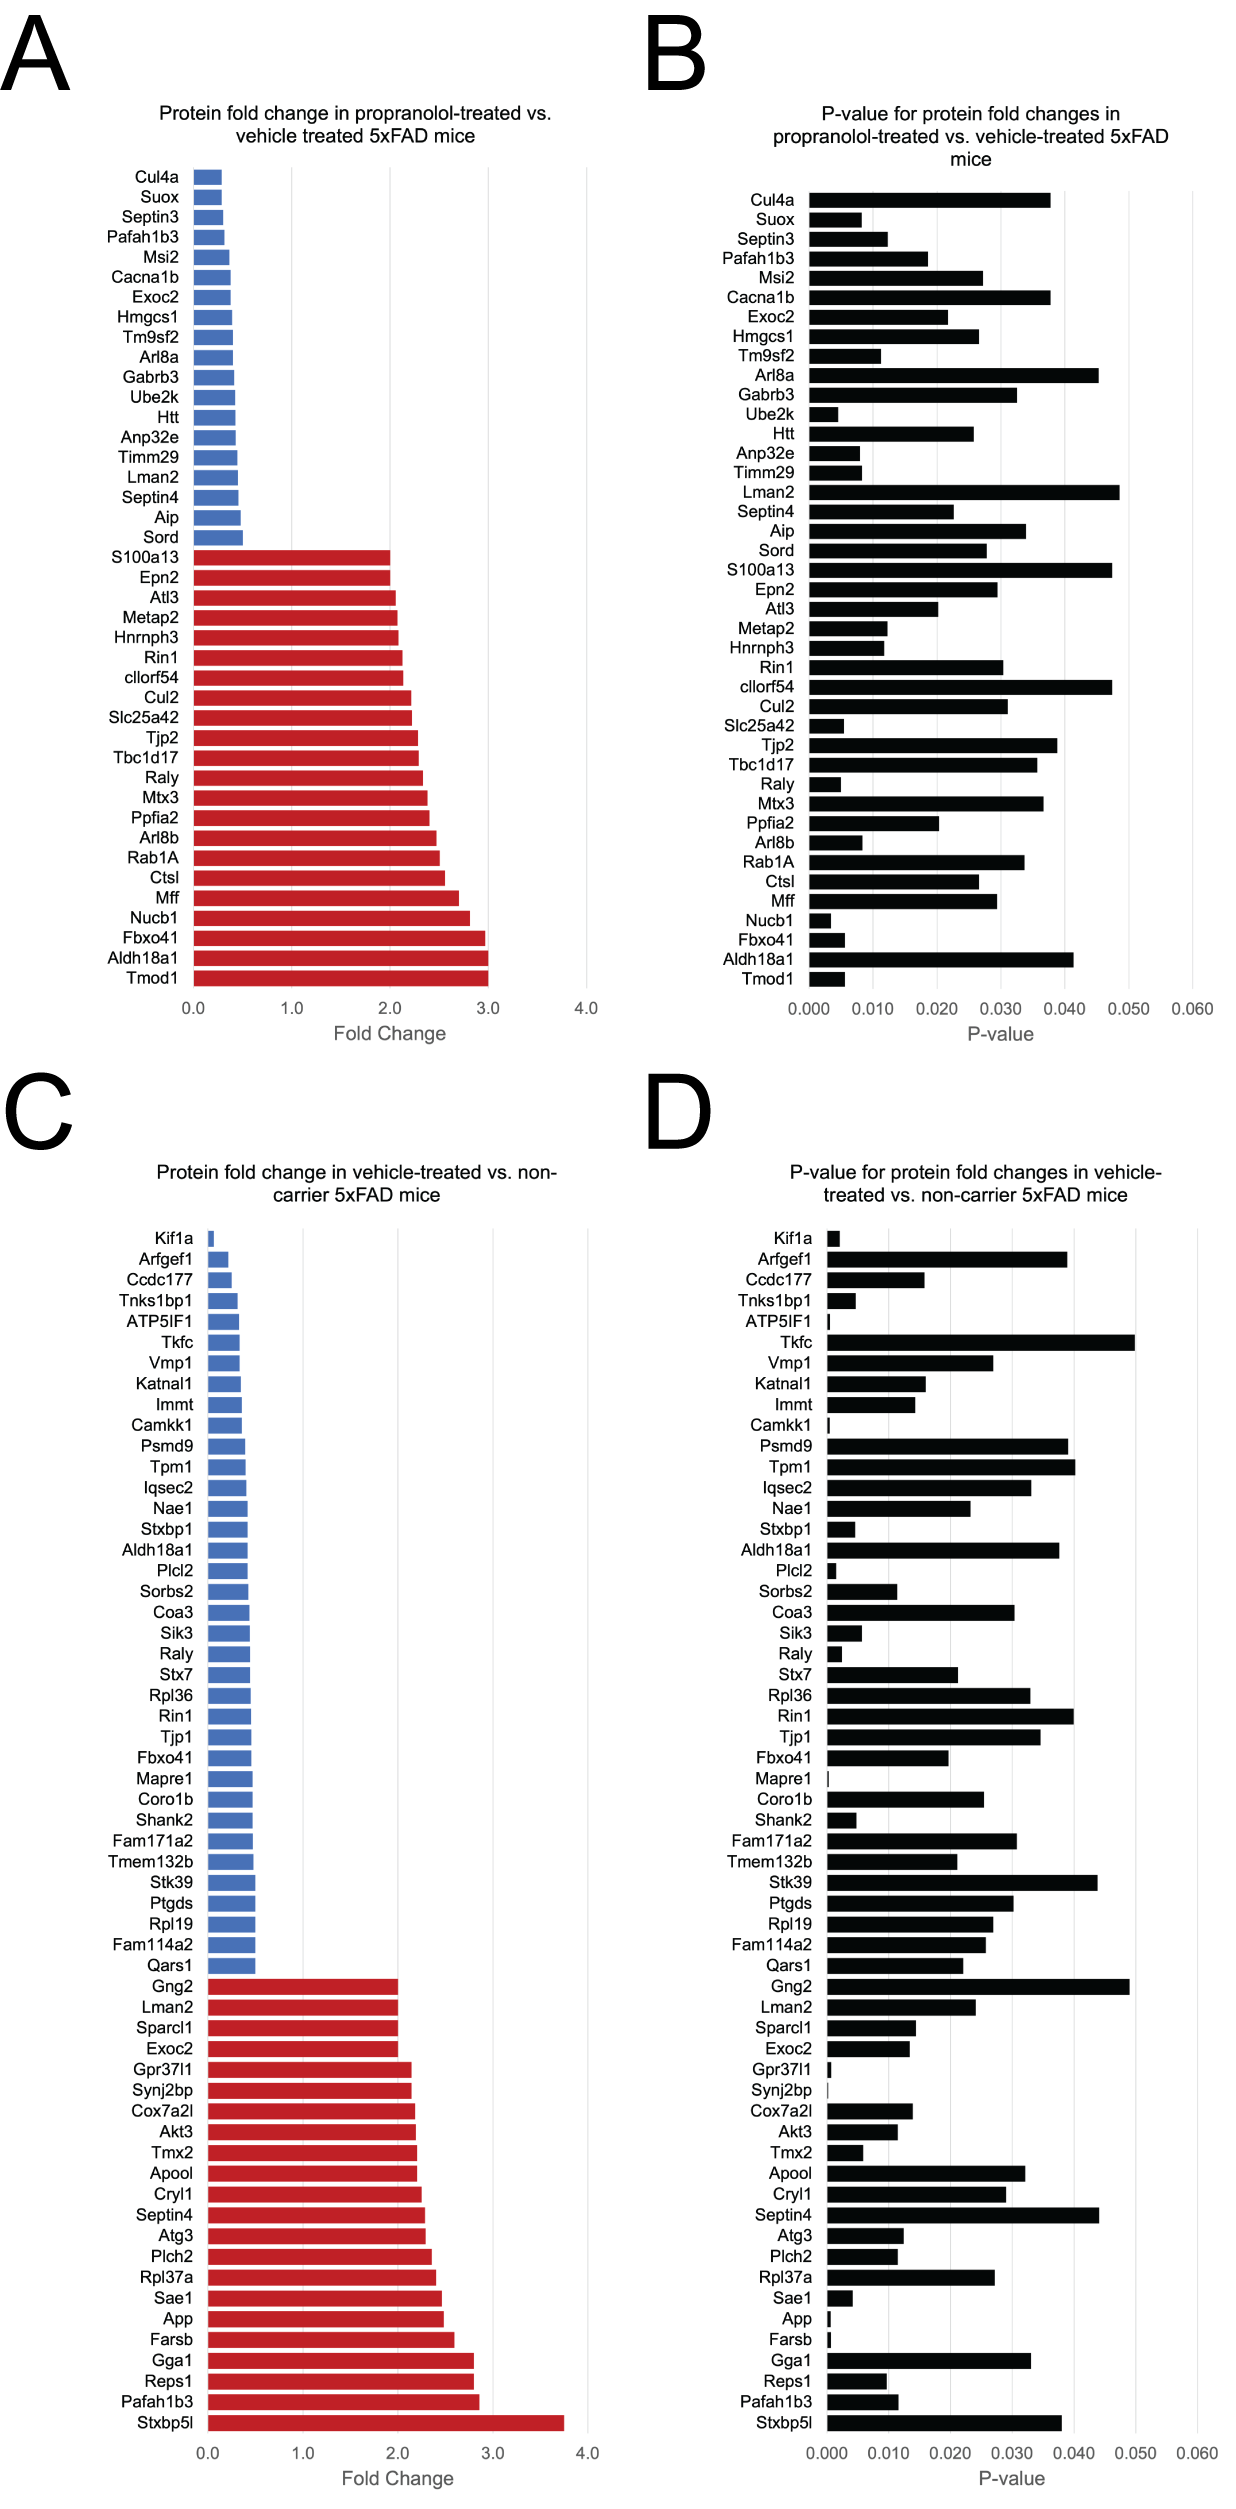 A
Protein fold change in propranolol-treated vs.
vehicle treated 5xFAD mice
Cul4a
Suox
Septin3
Pafah1b3
Msi2
Cacna1b
Exoc2
Hmgcs1
Tm9sf2
Arl8a
Gabrb3
Ube2k
Htt
Anp32e
Timm29
Lman2
Septin4
Aip
Sord
S100a13
Epn2
Atl3
Metap2
Hnrnph3
Rin1
cllorf54
Cul2
Slc25a42
Tjp2
Tbc1d17
Raly
Mtx3
Ppfia2
Arl8b
Rab1A
Ctsl
Mff
Nucb1
Fbxo41
Aldh18a1
Tmod1
0.0 1.0 2.0 3.0 4.0
Fold Change
B
P-value for protein fold changes in
propranolol-treated vs. vehicle-treated 5xFAD
mice
Cul4a
Suox
Septin3
Pafah1b3
Msi2
Cacna1b
Exoc2
Hmgcs1
Tm9sf2
Arl8a
Gabrb3
Ube2k
Htt
Anp32e
Timm29
Lman2
Septin4
Aip
Sord
S100a13
Epn2
Atl3
Metap2
Hnrnph3
Rin1
cllorf54
Cul2
Slc25a42
Tjp2
Tbc1d17
Raly
Mtx3
Ppfia2
Arl8b
Rab1A
Ctsl
Mff
Nucb1
Fbxo41
Aldh18a1
Tmod1
0.000 0.010 0.020 0.030 0.040 0.050 0.060
P-value
C
Protein fold change in vehicle-treated vs. non-
carrier 5xFAD mice
Kif1a
Arfgef1
Ccdc177
Tnks1bp1
ATP5IF1
Tkfc
Vmp1
Katnal1
Immt
Camkk1
Psmd9
Tpm1
Iqsec2
Nae1
Stxbp1
Aldh18a1
Plcl2
Sorbs2
Coa3
Sik3
Raly
Stx7
Rpl36
Rin1
Tjp1
Fbxo41
Mapre1
Coro1b
Shank2
Fam171a2
Tmem132b
Stk39
Ptgds
Rpl19
Fam114a2
Qars1
Gng2
Lman2
Sparcl1
Exoc2
Gpr37l1
Synj2bp
Cox7a2l
Akt3
Tmx2
Apool
Cryl1
Septin4
Atg3
Plch2
Rpl37a
Sae1
App
Farsb
Gga1
Reps1
Pafah1b3
Stxbp5l
0.0 1.0 2.0 3.0 4.0
Fold Change
D
P-value for protein fold changes in vehicle-
treated vs. non-carrier 5xFAD mice
Kif1a
Arfgef1
Ccdc177
Tnks1bp1
ATP5IF1
Tkfc
Vmp1
Katnal1
Immt
Camkk1
Psmd9
Tpm1
Iqsec2
Nae1
Stxbp1
Aldh18a1
Plcl2
Sorbs2
Coa3
Sik3
Raly
Stx7
Rpl36
Rin1
Tjp1
Fbxo41
Mapre1
Coro1b
Shank2
Fam171a2
Tmem132b
Stk39
Ptgds
Rpl19
Fam114a2
Qars1
Gng2
Lman2
Sparcl1
Exoc2
Gpr37l1
Synj2bp
Cox7a2l
Akt3
Tmx2
Apool
Cryl1
Septin4
Atg3
Plch2
Rpl37a
Sae1
App
Farsb
Gga1
Reps1
Pafah1b3
Stxbp5l
0.000 0.010 0.020 0.030 0.040 0.050 0.060
P-value